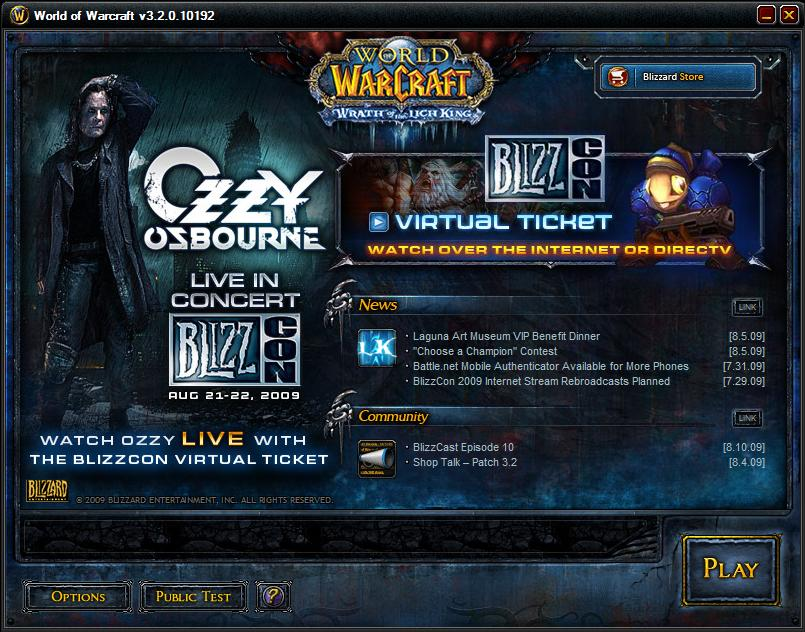 World of Warcraft v3.2.0.10192
WORLD
OF
WARCRAFT
WRATH of the LICH KING
Blizzard Store
OZZY
OSBOURNE
LIVE IN
CONCERT
BLIZZ
CON
AUG 21-22, 2009
WATCH OZZY LIVE WITH
THE BLIZZCON VIRTUAL TICKET
BLIZZARD
ENTERTAINMENT
© 2009 BLIZZARD ENTERTAINMENT, INC. ALL RIGHTS RESERVED.
BLIZZ
CON
VIRTUAL TICKET
WATCH OVER THE INTERNET OR DIRECTV
News
LINK
LK
· Laguna Art Museum VIP Benefit Dinner [8.5.09]
· "Choose a Champion" Contest [8.5.09]
· Battle.net Mobile Authenticator Available for More Phones [7.31.09]
· BlizzCon 2009 Internet Stream Rebroadcasts Planned [7.29.09]
Community
LINK
· BlizzCast Episode 10 [8.10.09]
· Shop Talk – Patch 3.2 [8.4.09]
PLAY
OPTIONS
PUBLIC TEST
?